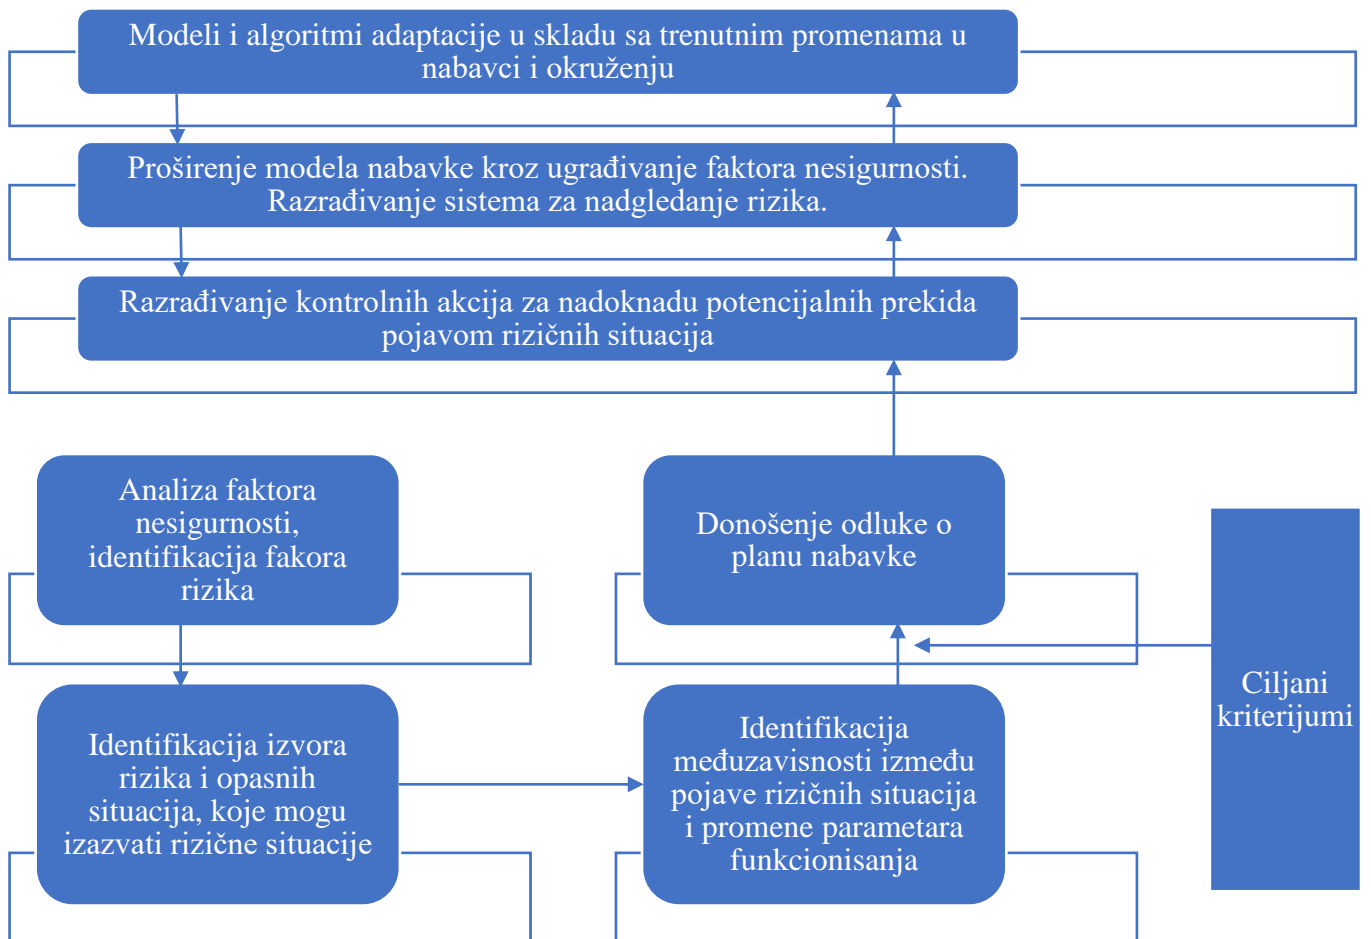 Modeli i algoritmi adaptacije u skladu sa trenutnim promenama u
nabavci i okruženju
Proširenje modela nabavke kroz ugrađivanje faktora nesigurnosti.
Razrađivanje sistema za nadgledanje rizika.
Razrađivanje kontrolnih akcija za nadoknadu potencijalnih prekida
pojavom rizičnih situacija
Analiza faktora
nesigurnosti,
identifikacija fakora
rizika
Donošenje odluke o
planu nabavke
Ciljani
kriterijumi
Identifikacija izvora
rizika i opasnih
situacija, koje mogu
izazvati rizične situacije
Identifikacija
međuzavisnosti između
pojave rizičnih situacija
i promene parametara
funkcionisanja